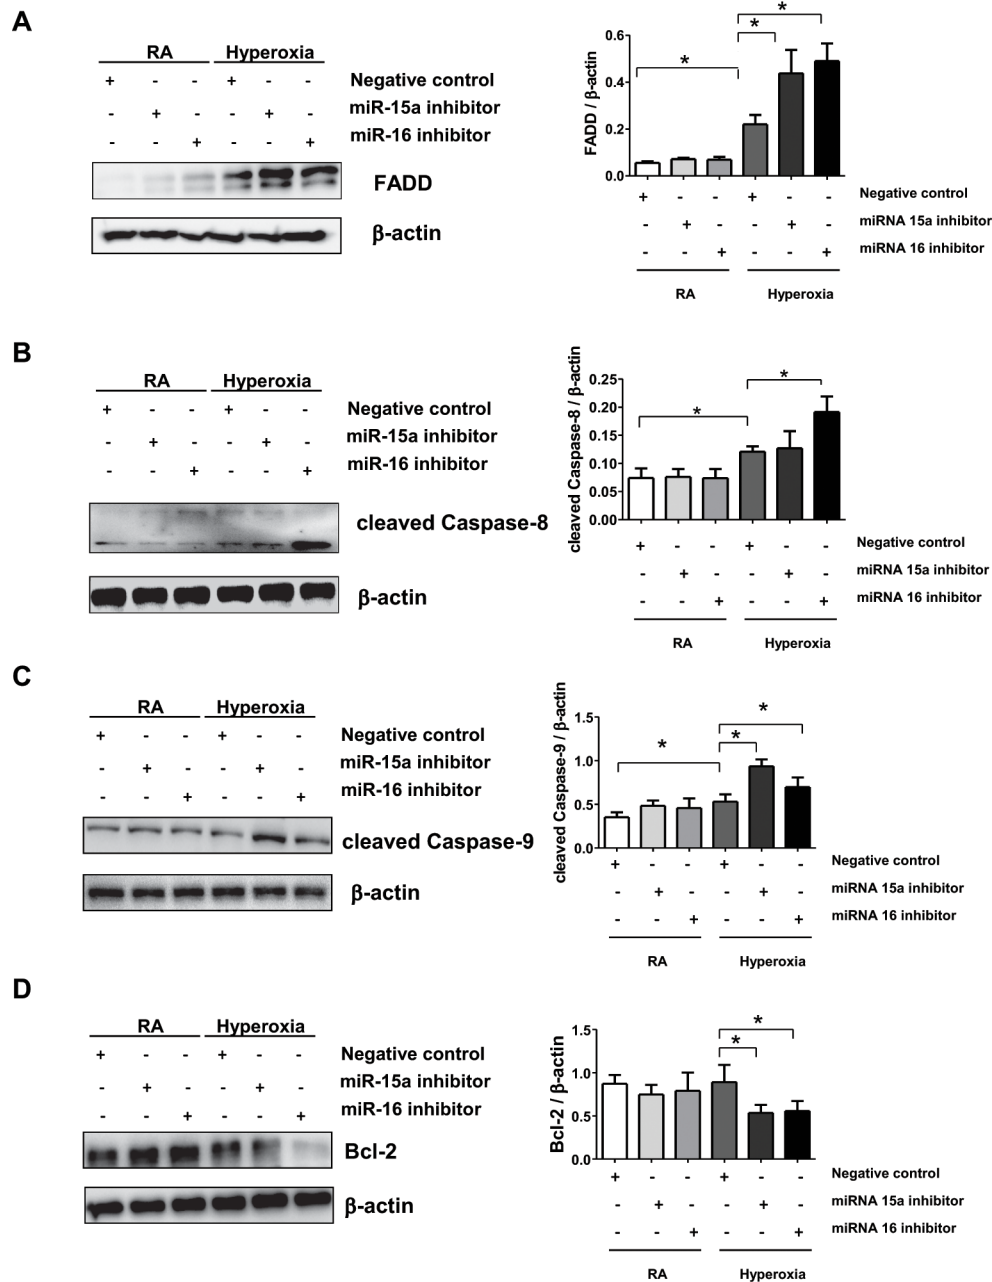 A
RA Hyperoxia
+ - - + - - Negative control
- + - - + - miR-15a inhibitor
- - + - - + miR-16 inhibitor
FADD
β-actin
FADD / β-actin
0.6
0.4
0.2
0.0
* * *
+ - - + - - Negative control
- + - - + - miRNA 15a inhibitor
- - + - - + miRNA 16 inhibitor
RA Hyperoxia
B
RA Hyperoxia
+ - - + - - Negative control
- + - - + - miR-15a inhibitor
- - + - - + miR-16 inhibitor
cleaved Caspase-8
β-actin
cleaved Caspase-8 / β-actin
0.25
0.20
0.15
0.10
0.05
0.00
* *
+ - - + - - Negative control
- + - - + - miRNA 15a inhibitor
- - + - - + miRNA 16 inhibitor
RA Hyperoxia
C
RA Hyperoxia
+ - - + - - Negative control
- + - - + - miR-15a inhibitor
- - + - - + miR-16 inhibitor
cleaved Caspase-9
β-actin
cleaved Caspase-9 / β-actin
1.5
1.0
0.5
0.0
* * *
+ - - + - - Negative control
- + - - + - miRNA 15a inhibitor
- - + - - + miRNA 16 inhibitor
RA Hyperoxia
D
RA Hyperoxia
+ - - + - - Negative control
- + - - + - miR-15a inhibitor
- - + - - + miR-16 inhibitor
Bcl-2
β-actin
Bcl-2 / β-actin
1.5
1.0
0.5
0.0
* *
+ - - + - - Negative control
- + - - + - miRNA 15a inhibitor
- - + - - + miRNA 16 inhibitor
RA Hyperoxia